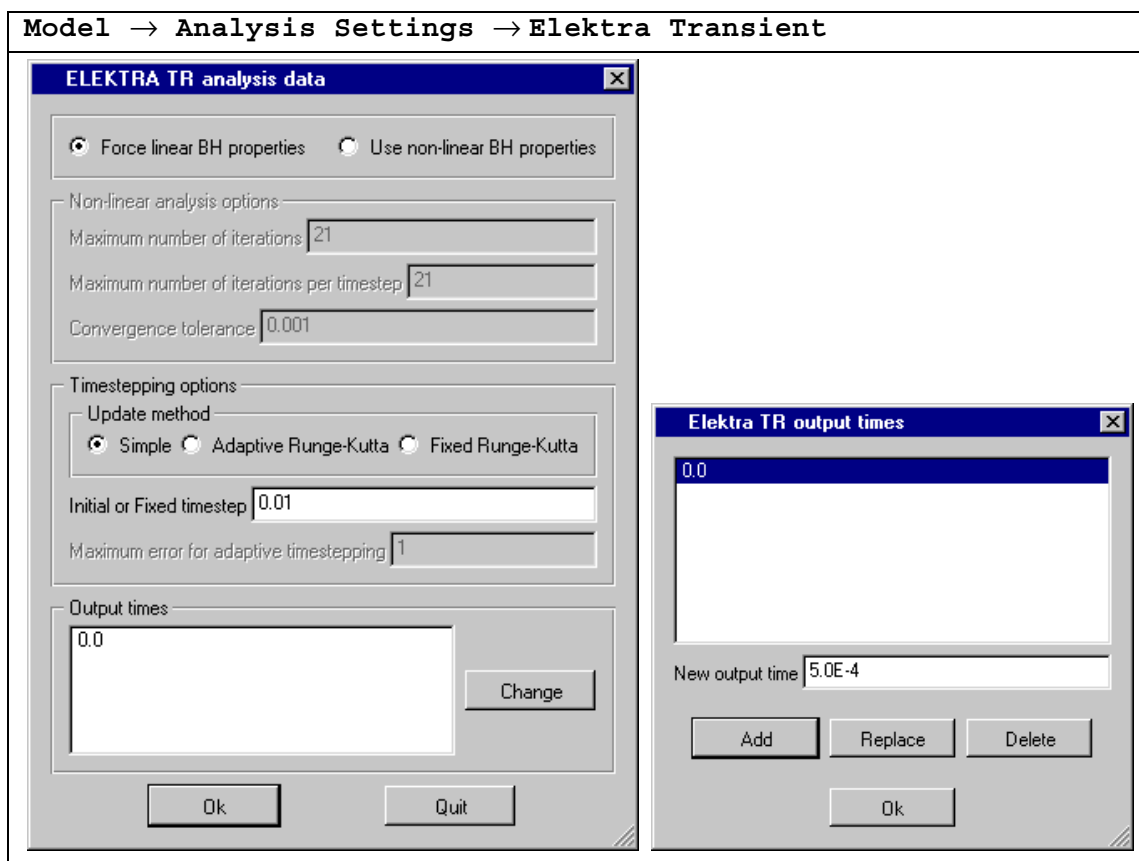 Model → Analysis Settings → Elektra Transient
ELEKTRA TR analysis data
Force linear BH properties Use non-linear BH properties
Non-linear analysis options
Maximum number of iterations 21
Maximum number of iterations per timestep 21
Convergence tolerance 0.001
Timestepping options
Update method
Simple Adaptive Runge-Kutta Fixed Runge-Kutta
Initial or Fixed timestep 0.01
Maximum error for adaptive timestepping 1
Output times
0.0
Change
Ok Quit
Elektra TR output times
0.0
New output time 5.0E-4
Add Replace Delete
Ok